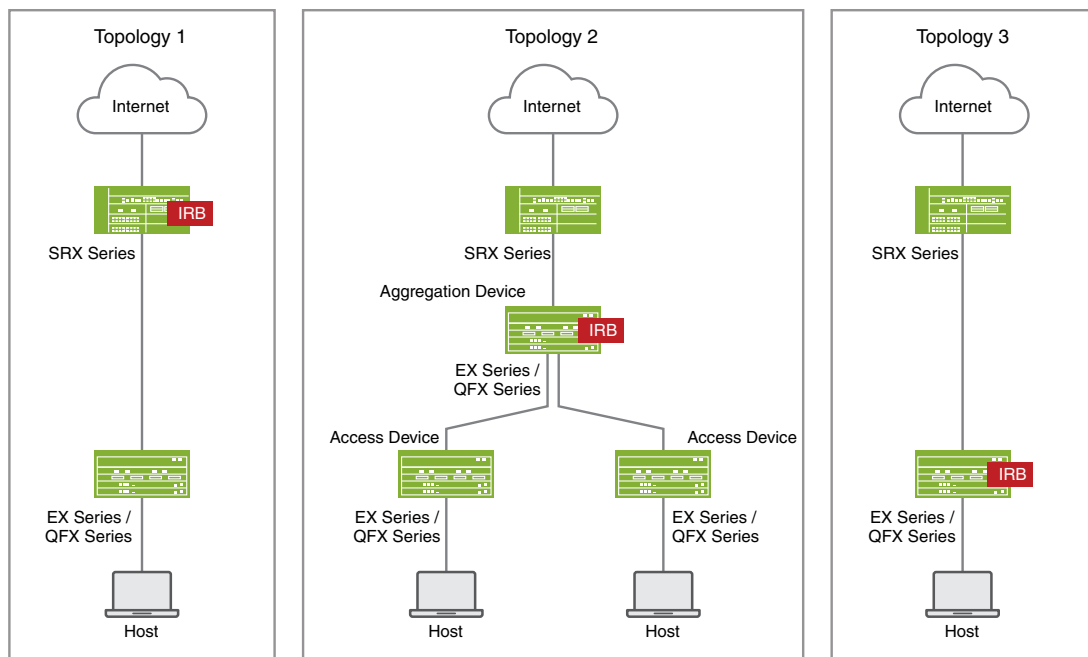 Topology 1
Internet
IRB
SRX Series
EX Series /
QFX Series
Host
Topology 2
Internet
SRX Series
Aggregation Device
IRB
EX Series /
QFX Series
Access Device
Access Device
EX Series /
QFX Series
EX Series /
QFX Series
Host
Host
Topology 3
Internet
SRX Series
IRB
EX Series /
QFX Series
Host